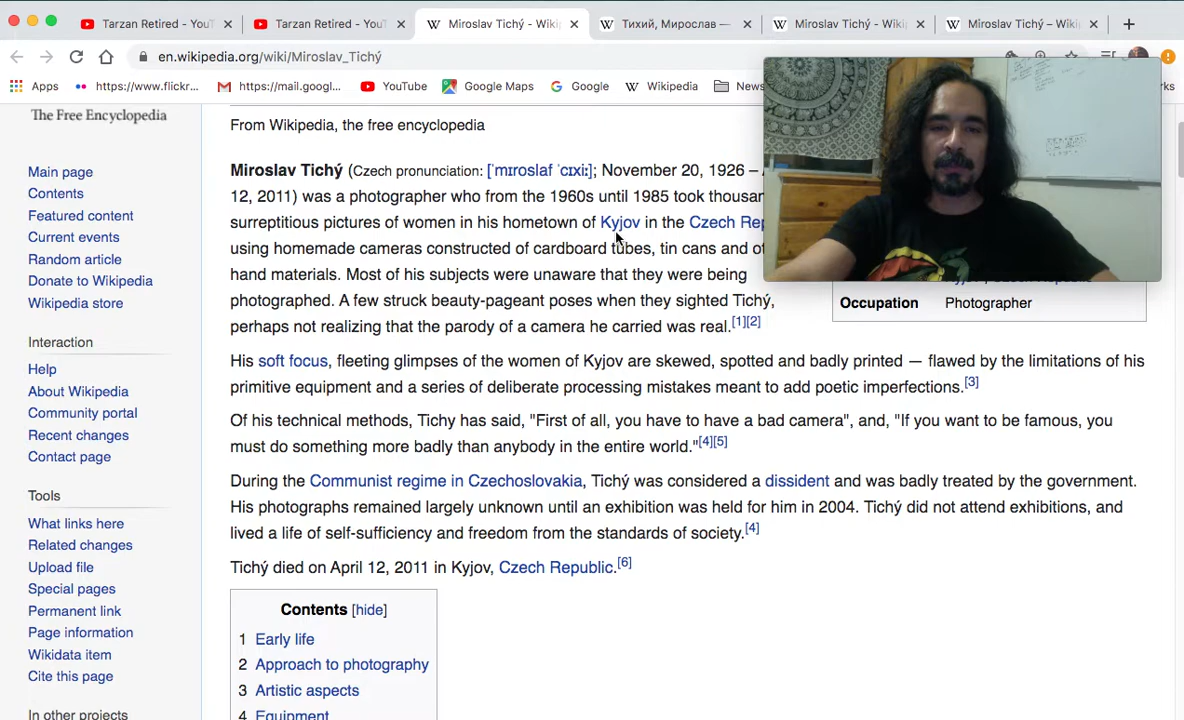 Tarzan Retired - YouT
Tarzan Retired - YouT
Miroslav Tichý - Wiki
Тихий, Мирослав —
Miroslav Tichý - Wiki
Miroslav Tichý – Wiki
en.wikipedia.org/wiki/Miroslav_Tichý
Apps
https://www.flickr...
https://mail.googl...
YouTube
Google Maps
Google
Wikipedia
News
The Free Encyclopedia
Main page
Contents
Featured content
Current events
Random article
Donate to Wikipedia
Wikipedia store
Interaction
Help
About Wikipedia
Community portal
Recent changes
Contact page
Tools
What links here
Related changes
Upload file
Special pages
Permanent link
Page information
Wikidata item
Cite this page
In other projects
From Wikipedia, the free encyclopedia
Miroslav Tichý (Czech pronunciation: [ˈmɪroslaf ˈcɪxiː]; November 20, 1926 –
12, 2011) was a photographer who from the 1960s until 1985 took thousan
surreptitious pictures of women in his hometown of Kyjov in the Czech Rep
using homemade cameras constructed of cardboard tubes, tin cans and ot
hand materials. Most of his subjects were unaware that they were being
photographed. A few struck beauty-pageant poses when they sighted Tichý,
perhaps not realizing that the parody of a camera he carried was real.[1][2]
Occupation Photographer
His soft focus, fleeting glimpses of the women of Kyjov are skewed, spotted and badly printed — flawed by the limitations of his
primitive equipment and a series of deliberate processing mistakes meant to add poetic imperfections.[3]
Of his technical methods, Tichy has said, "First of all, you have to have a bad camera", and, "If you want to be famous, you
must do something more badly than anybody in the entire world."[4][5]
During the Communist regime in Czechoslovakia, Tichý was considered a dissident and was badly treated by the government.
His photographs remained largely unknown until an exhibition was held for him in 2004. Tichý did not attend exhibitions, and
lived a life of self-sufficiency and freedom from the standards of society.[4]
Tichý died on April 12, 2011 in Kyjov, Czech Republic.[6]
Contents [hide]
1 Early life
2 Approach to photography
3 Artistic aspects
4 Equipment